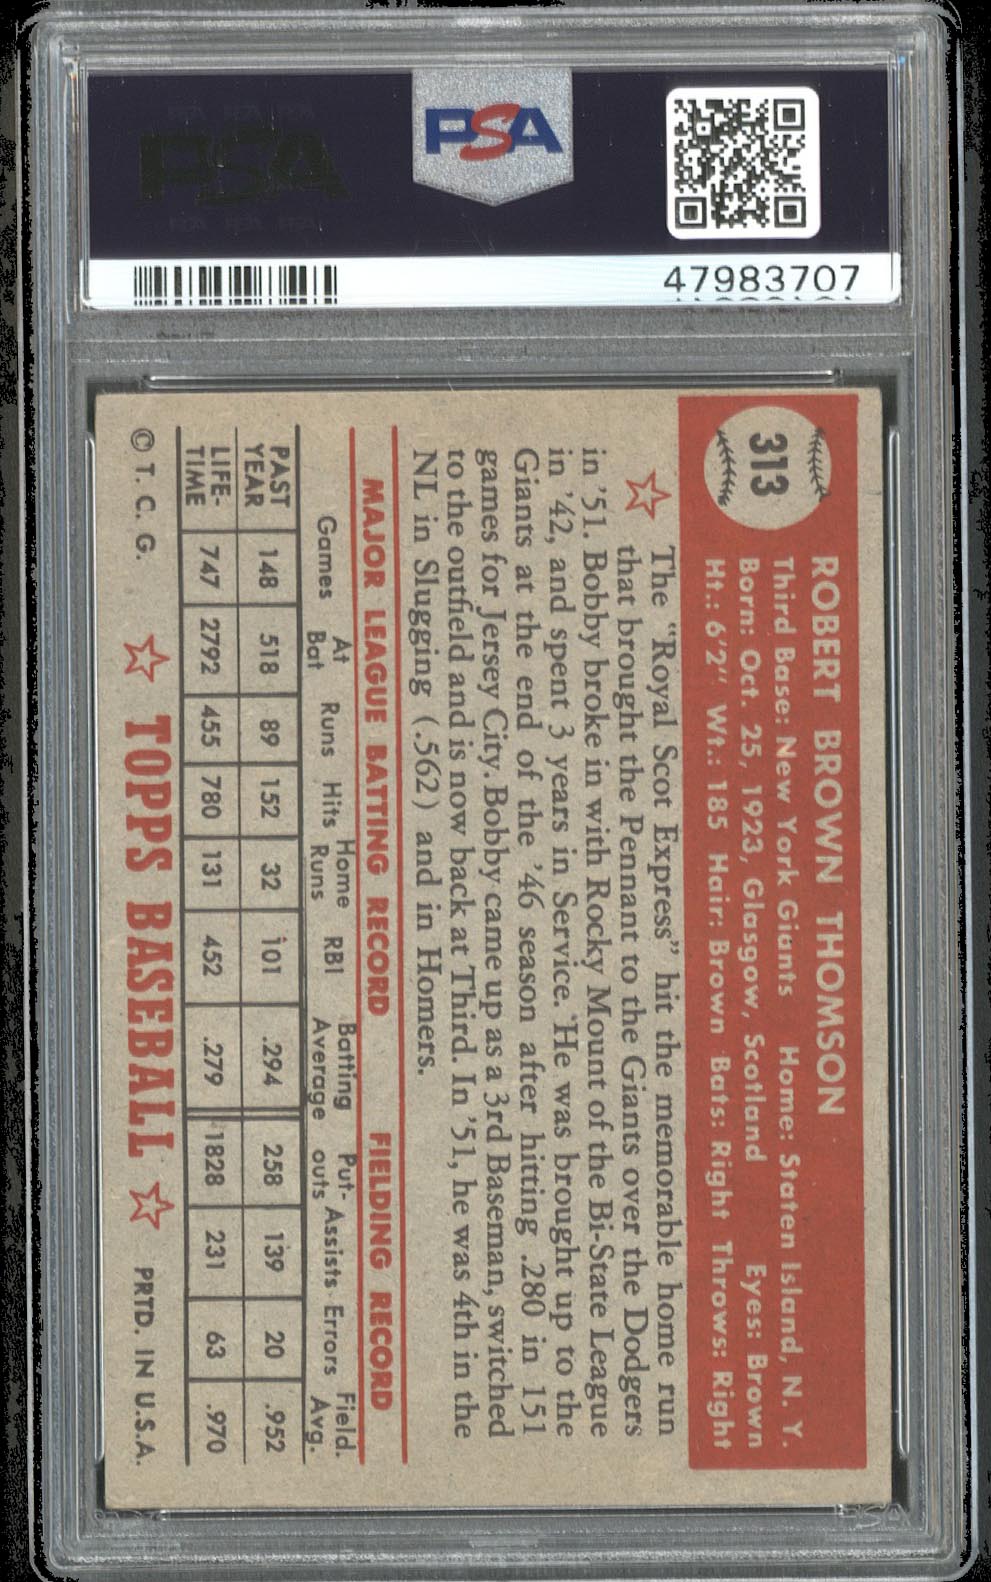 PSA
PSA
47983707
313
ROBERT BROWN THOMSON
Third Base: New York Giants Home: Staten Island, N. Y.
Born: Oct. 25, 1923, Glasgow, Scotland Eyes: Brown
Ht.: 6'2" Wt.: 185 Hair: Brown Bats: Right Throws: Right
The "Royal Scot Express" hit the memorable home run
that brought the Pennant to the Giants over the Dodgers
in '51. Bobby broke in with Rocky Mount of the Bi-State League
in '42, and spent 3 years in Service. He was brought up to the
Giants at the end of the '46 season after hitting .280 in 151
games for Jersey City. Bobby came up as a 3rd Baseman, switched
to the outfield and is now back at Third. In '51, he was 4th in the
NL in Slugging (.562) and in Homers.
MAJOR LEAGUE BATTING RECORD FIELDING RECORD
Games At Bat Runs Hits Home Runs RBI Batting Average Put-outs Assists Errors Field. Avg.
PAST YEAR 148 518 89 152 32 101 .294 258 139 20 .952
LIFE-TIME 747 2792 455 780 131 452 .279 1828 231 63 .970
© T. C. G. TOPPS BASEBALL PRTD. IN U.S.A.